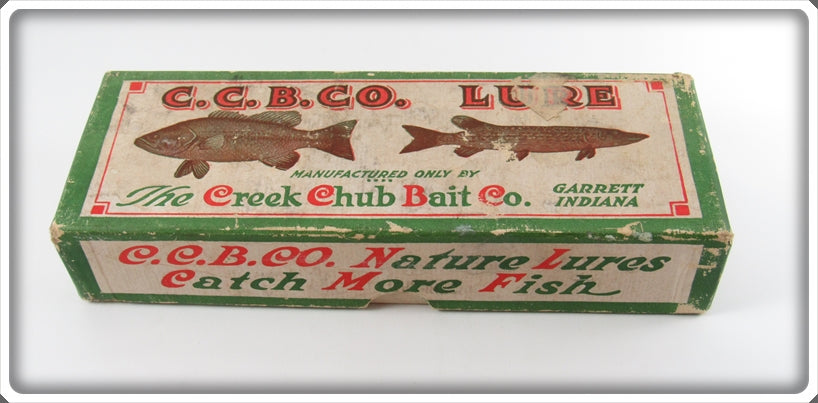 C.C.B.CO. LURE
MANUFACTURED ONLY BY
The Creek Chub Bait Co. GARRETT INDIANA
C.C.B.CO. Nature Lures
Catch More Fish